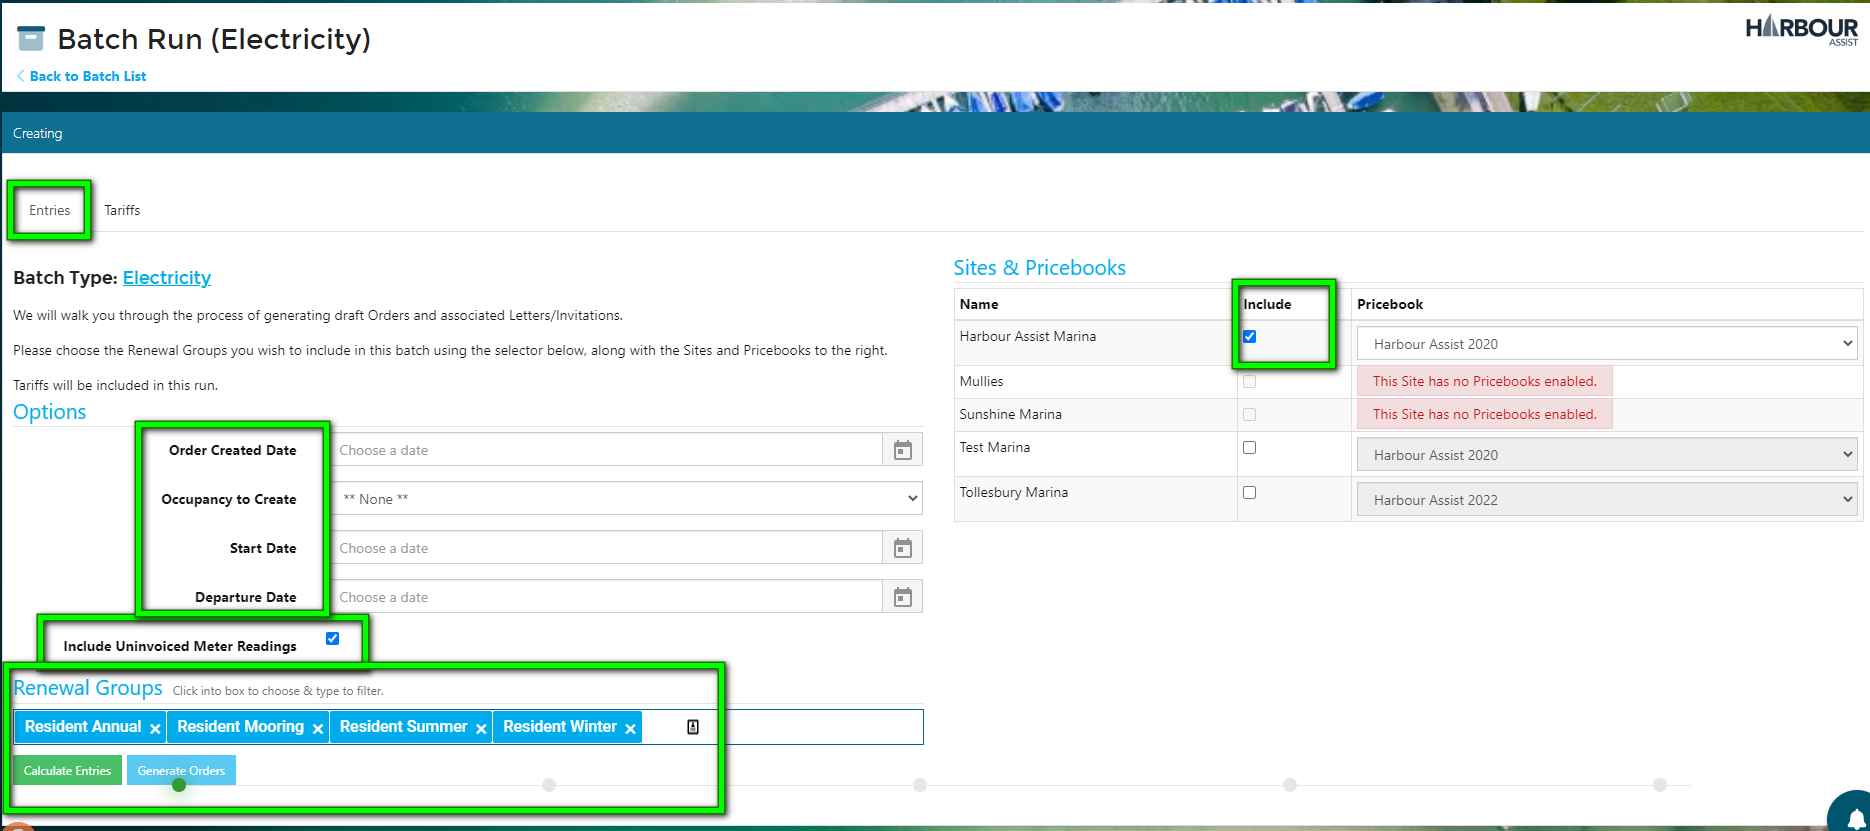 Batch Run (Electricity)
HARBOUR
ASSIST
Back to Batch List
Creating
Entries
Tariffs
Batch Type: Electricity
We will walk you through the process of generating draft Orders and associated Letters/Invitations.
Please choose the Renewal Groups you wish to include in this batch using the selector below, along with the Sites and Pricebooks to the right.
Tariffs will be included in this run.
Options
Order Created Date
Choose a date
Occupancy to Create
** None **
Start Date
Choose a date
Departure Date
Choose a date
Include Uninvoiced Meter Readings
Renewal Groups Click into box to choose & type to filter.
Resident Annual × Resident Mooring × Resident Summer × Resident Winter ×
Calculate Entries
Generate Orders
Sites & Pricebooks
Name Include Pricebook
Harbour Assist Marina Harbour Assist 2020
Mullies This Site has no Pricebooks enabled.
Sunshine Marina This Site has no Pricebooks enabled.
Test Marina Harbour Assist 2020
Tollesbury Marina Harbour Assist 2022